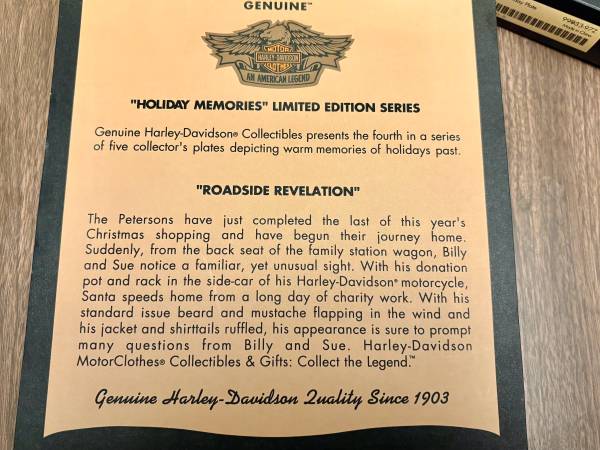 GENUINE™
MOTOR
HARLEY-DAVIDSON
CLOTHES
AN AMERICAN LEGEND
"HOLIDAY MEMORIES" LIMITED EDITION SERIES
Genuine Harley-Davidson® Collectibles presents the fourth in a series
of five collector's plates depicting warm memories of holidays past.
"ROADSIDE REVELATION"
The Petersons have just completed the last of this year's
Christmas shopping and have begun their journey home.
Suddenly, from the back seat of the family station wagon, Billy
and Sue notice a familiar, yet unusual sight. With his donation
pot and rack in the side-car of his Harley-Davidson® motorcycle,
Santa speeds home from a long day of charity work. With his
standard issue beard and mustache flapping in the wind and
his jacket and shirttails ruffled, his appearance is sure to prompt
many questions from Billy and Sue. Harley-Davidson
MotorClothes® Collectibles & Gifts: Collect the Legend.™
Genuine Harley-Davidson Quality Since 1903
Plate